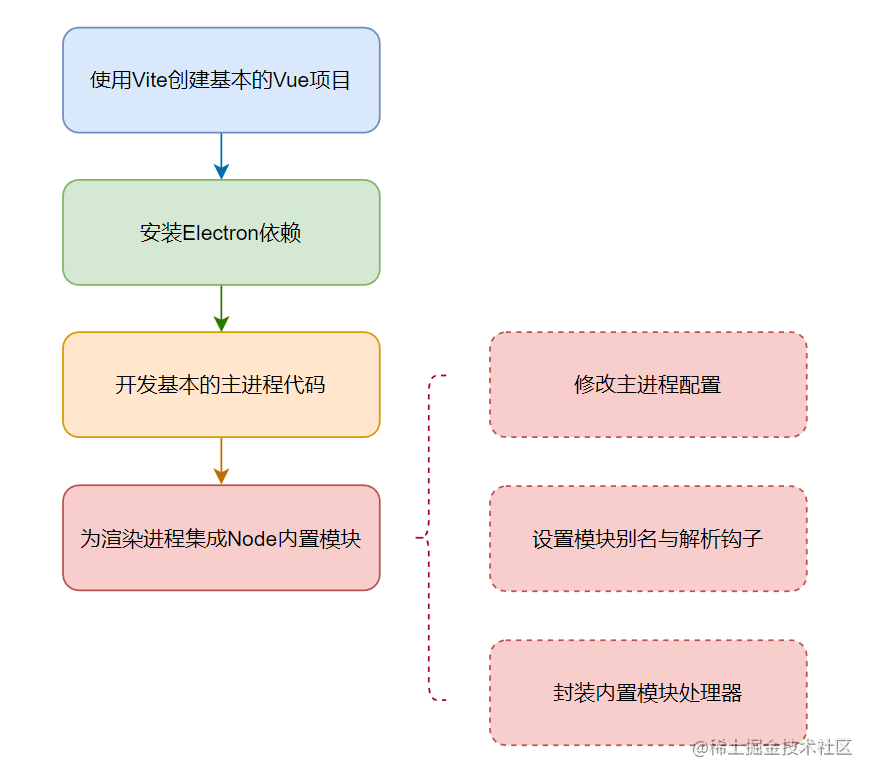 使用Vite创建基本的Vue项目
安装Electron依赖
开发基本的主进程代码
为渲染进程集成Node内置模块
修改主进程配置
设置模块别名与解析钩子
封装内置模块处理器
@稀土掘金技术社区